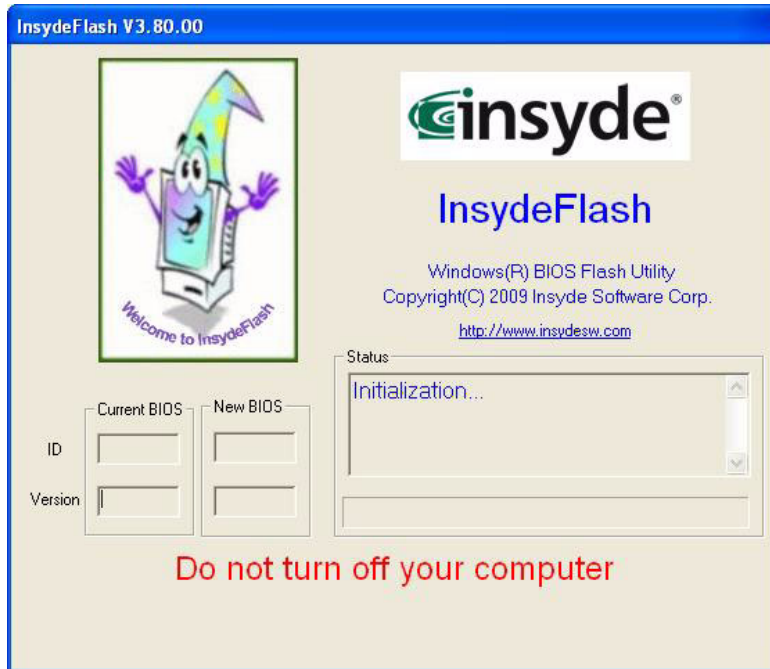 InsydeFlash V3.80.00
Welcome to InsydeFlash
insyde®
InsydeFlash
Windows(R) BIOS Flash Utility
Copyright(C) 2009 Insyde Software Corp.
http://www.insydesw.com
Status
Initialization...
Current BIOS
New BIOS
ID
Version
Do not turn off your computer